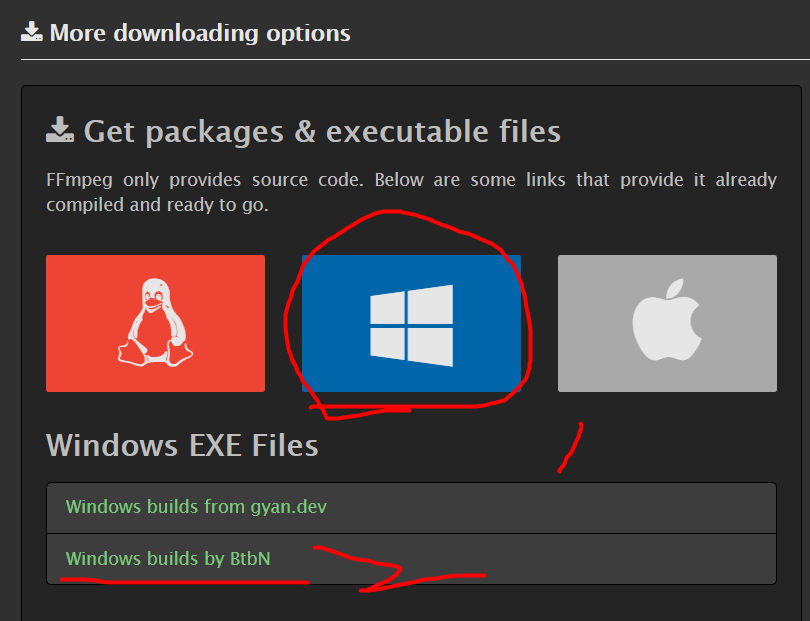 More downloading options
Get packages & executable files
FFmpeg only provides source code. Below are some links that provide it already
compiled and ready to go.
Windows EXE Files
Windows builds from gyan.dev
Windows builds by BtbN